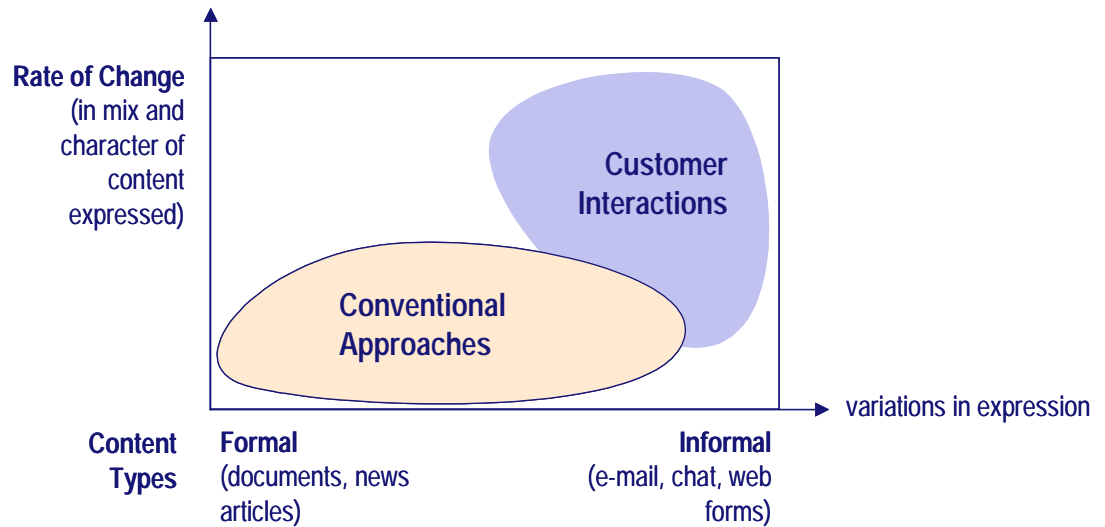 Rate of Change
(in mix and
character of
content
expressed)
Customer
Interactions
Conventional
Approaches
variations in expression
Content
Types
Formal
(documents, news
articles)
Informal
(e-mail, chat, web
forms)